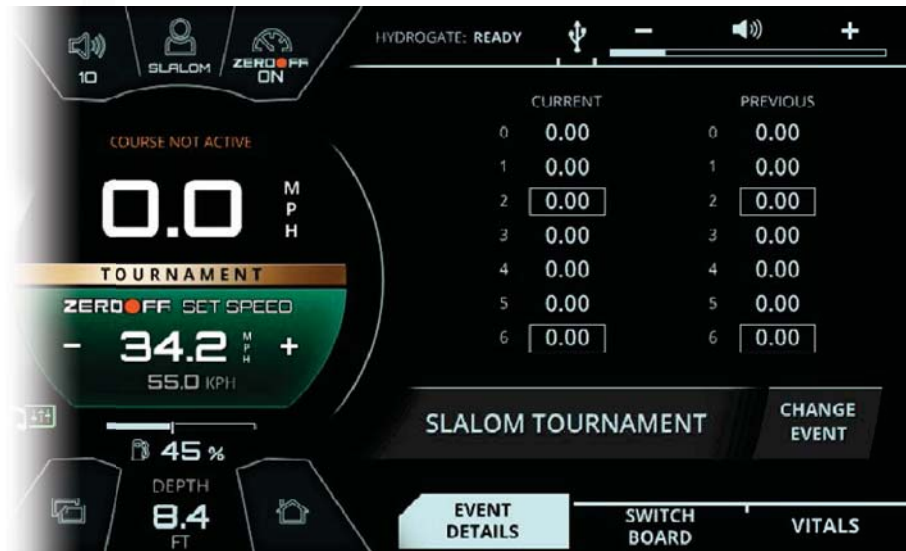 10
SLALOM
ZEROOFF
ON
HYDROGATE: READY
- +
COURSE NOT ACTIVE
0.0 MPH
TOURNAMENT
ZEROOFF SET SPEED
- 34.2 MPH +
55.0 KPH
45 %
DEPTH
8.4
FT
CURRENT PREVIOUS
0 0.00 0 0.00
1 0.00 1 0.00
2 0.00 2 0.00
3 0.00 3 0.00
4 0.00 4 0.00
5 0.00 5 0.00
6 0.00 6 0.00
SLALOM TOURNAMENT
CHANGE
EVENT
EVENT
DETAILS
SWITCH
BOARD
VITALS